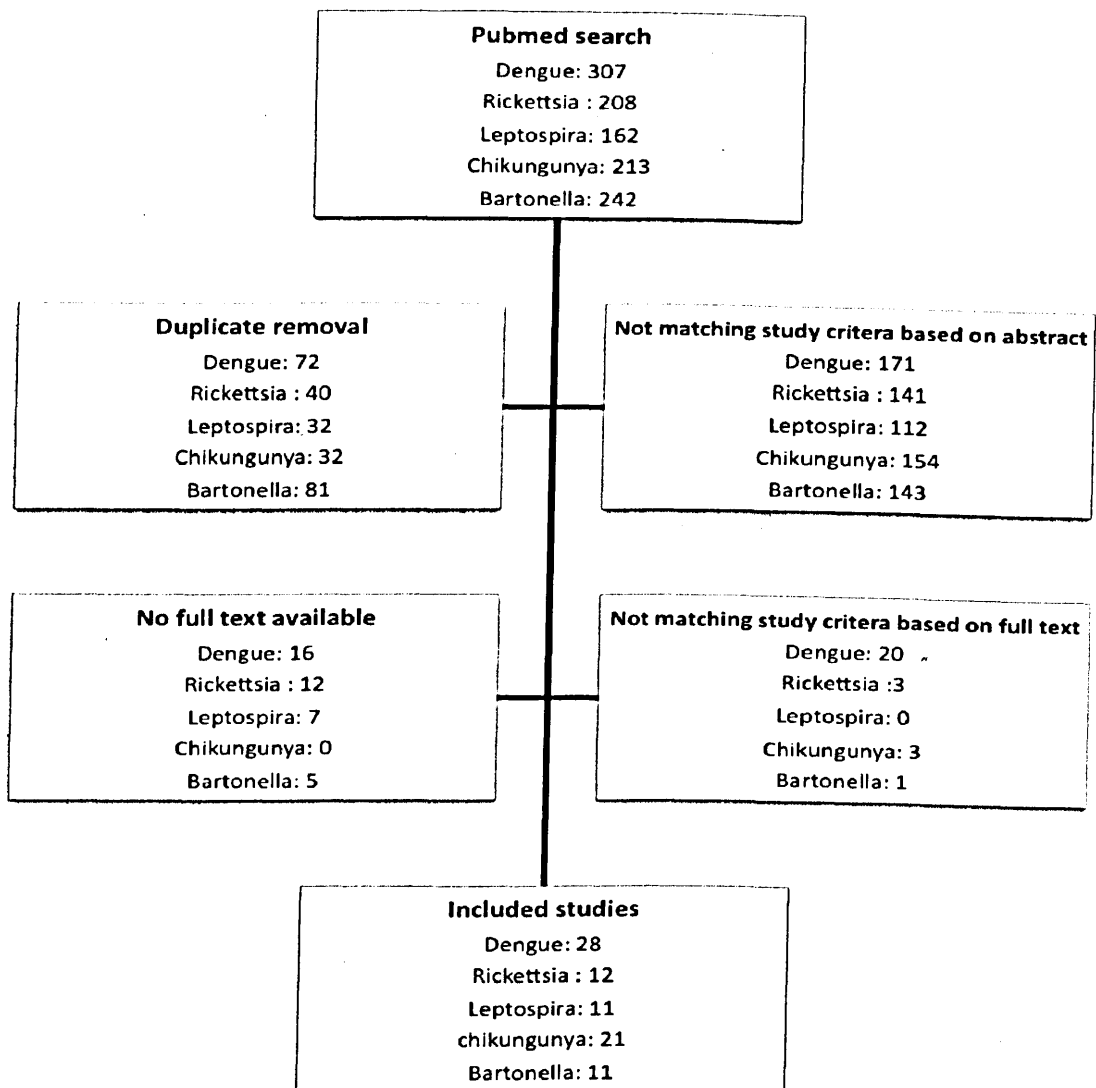 Pubmed search
Dengue: 307
Rickettsia : 208
Leptospira: 162
Chikungunya: 213
Bartonella: 242
Duplicate removal
Dengue: 72
Rickettsia : 40
Leptospira: 32
Chikungunya: 32
Bartonella: 81
Not matching study critera based on abstract
Dengue: 171
Rickettsia : 141
Leptospira: 112
Chikungunya: 154
Bartonella: 143
No full text available
Dengue: 16
Rickettsia : 12
Leptospira: 7
Chikungunya: 0
Bartonella: 5
Not matching study critera based on full text
Dengue: 20
Rickettsia :3
Leptospira: 0
Chikungunya: 3
Bartonella: 1
Included studies
Dengue: 28
Rickettsia : 12
Leptospira: 11
chikungunya: 21
Bartonella: 11